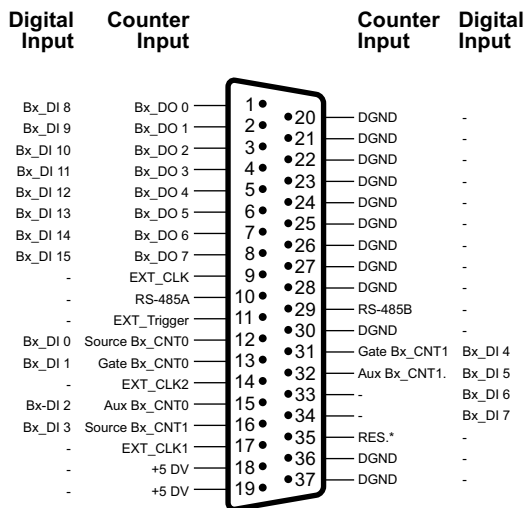 Digital Input Counter Input Counter Input Digital Input
Bx_DI 8 Bx_DO 0 1
Bx_DI 9 Bx_DO 1 2
Bx_DI 10 Bx_DO 2 3
Bx_DI 11 Bx_DO 3 4
Bx_DI 12 Bx_DO 4 5
Bx_DI 13 Bx_DO 5 6
Bx_DI 14 Bx_DO 6 7
Bx_DI 15 Bx_DO 7 8
- EXT_CLK 9
- RS-485A 10
- EXT_Trigger 11
Bx_DI 0 Source Bx_CNT0 12
Bx_DI 1 Gate Bx_CNT0 13
- EXT_CLK2 14
Bx-DI 2 Aux Bx_CNT0 15
Bx_DI 3 Source Bx_CNT1 16
- EXT_CLK1 17
- +5 DV 18
- +5 DV 19
20 DGND -
21 DGND -
22 DGND -
23 DGND -
24 DGND -
25 DGND -
26 DGND -
27 DGND -
28 DGND -
29 RS-485B -
30 DGND -
31 Gate Bx_CNT1 Bx_DI 4
32 Aux Bx_CNT1. Bx_DI 5
33 - Bx_DI 6
34 - Bx_DI 7
35 RES.* -
36 DGND -
37 DGND -